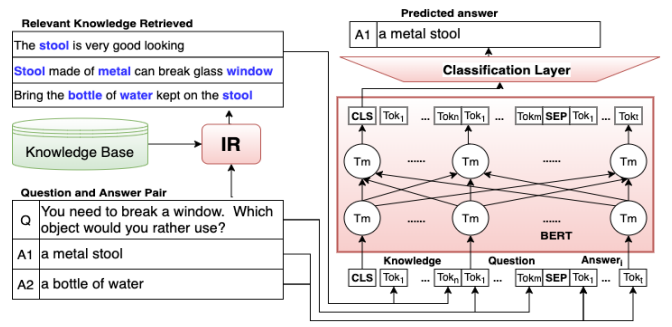 Relevant Knowledge Retrieved
The stool is very good looking
Stool made of metal can break glass window
Bring the bottle of water kept on the stool
Knowledge Base
IR
Question and Answer Pair
Q You need to break a window. Which
object would you rather use?
A1 a metal stool
A2 a bottle of water
Predicted answer
A1 a metal stool
Classification Layer
CLS Tok1 ... Tokn Tok1 ... Tokm SEP Tok1 ... Tokt
Tm ...... Tm ...... Tm
Tm ...... Tm ...... Tm
BERT
Knowledge Question Answeri
CLS Tok1 ... Tokn Tok1 ... Tokm SEP Tok1 ... Tokt